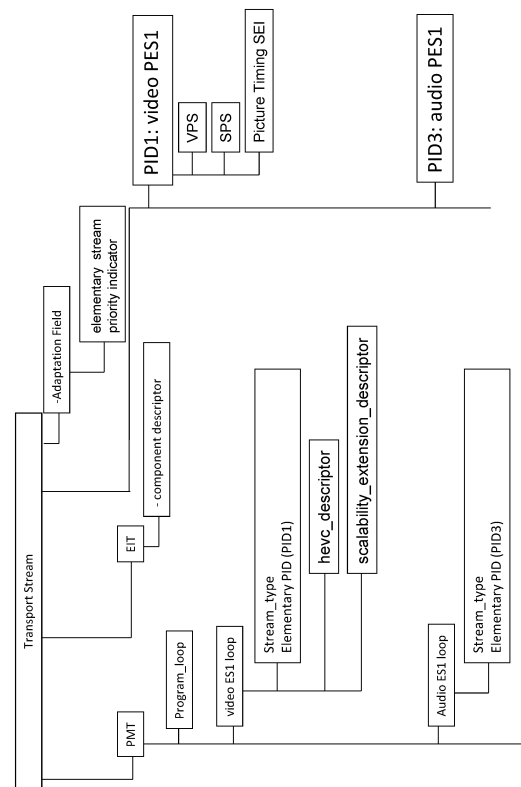 Transport Stream
PMT
Program_loop
video ES1 loop
Stream_type
Elementary PID (PID1)
hevc_descriptor
scalability_extension_descriptor
Audio ES1 loop
Stream_type
Elementary PID (PID3)
EIT
- component descriptor
-Adaptation Field
elementary stream
priority indicator
PID1: video PES1
VPS
SPS
Picture Timing SEI
PID3: audio PES1